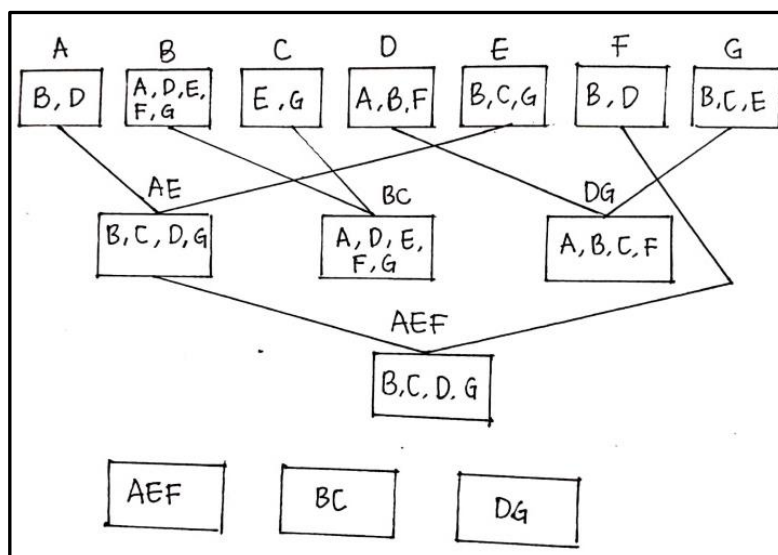 A B C D E F G
B, D
A, D, E,
F, G
E, G
A, B, F
B, C, G
B, D
B, C, E
AE BC DG
B, C, D, G
A, D, E,
F, G
A, B, C, F
AEF
B, C, D, G
AEF BC DG